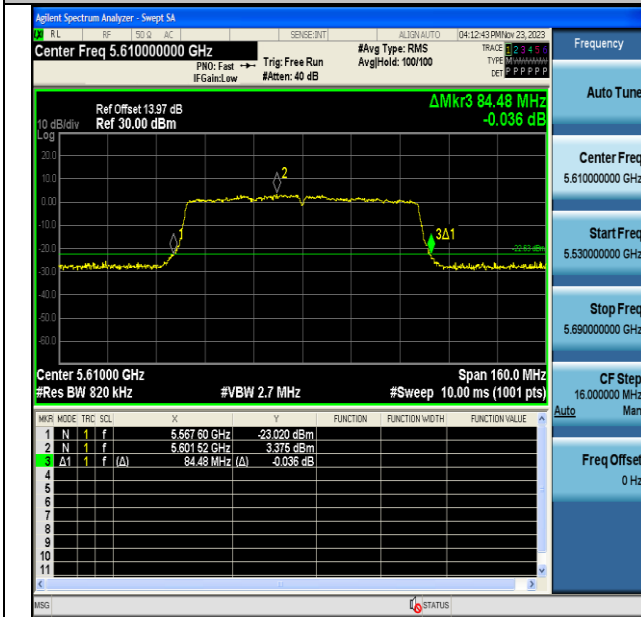 Agilent Spectrum Analyzer - Swept SA
RL RF 50 Ω AC SENSE:INT ALIGN AUTO 04:12:43 PM Nov 23, 2023
Center Freq 5.610000000 GHz
PNO: Fast
IFGain:Low
Trig: Free Run
#Atten: 40 dB
#Avg Type: RMS
Avg|Hold: 100/100
TRACE 1 2 3 4 5 6
TYPE M
DET P P P P P P
Ref Offset 13.97 dB
Ref 30.00 dBm
10 dB/div
Log
ΔMkr3 84.48 MHz
-0.036 dB
20.0
10.0
0.00
-10.0
-20.0
-30.0
-40.0
-50.0
-60.0
2
1
3Δ1
-22.63 dBm
Center 5.61000 GHz
Span 160.0 MHz
#Res BW 820 kHz
#VBW 2.7 MHz
#Sweep 10.00 ms (1001 pts)
MKR MODE TRC SCL X Y FUNCTION FUNCTION WIDTH FUNCTION VALUE
1 N 1 f 5.567 60 GHz -23.020 dBm
2 N 1 f 5.601 52 GHz 3.375 dBm
3 Δ1 1 f (Δ) 84.48 MHz (Δ) -0.036 dB
4
5
6
7
8
9
10
11
MSG
STATUS
Frequency
Auto Tune
Center Freq
5.610000000 GHz
Start Freq
5.530000000 GHz
Stop Freq
5.690000000 GHz
CF Step
16.000000 MHz
Auto Man
Freq Offset
0 Hz